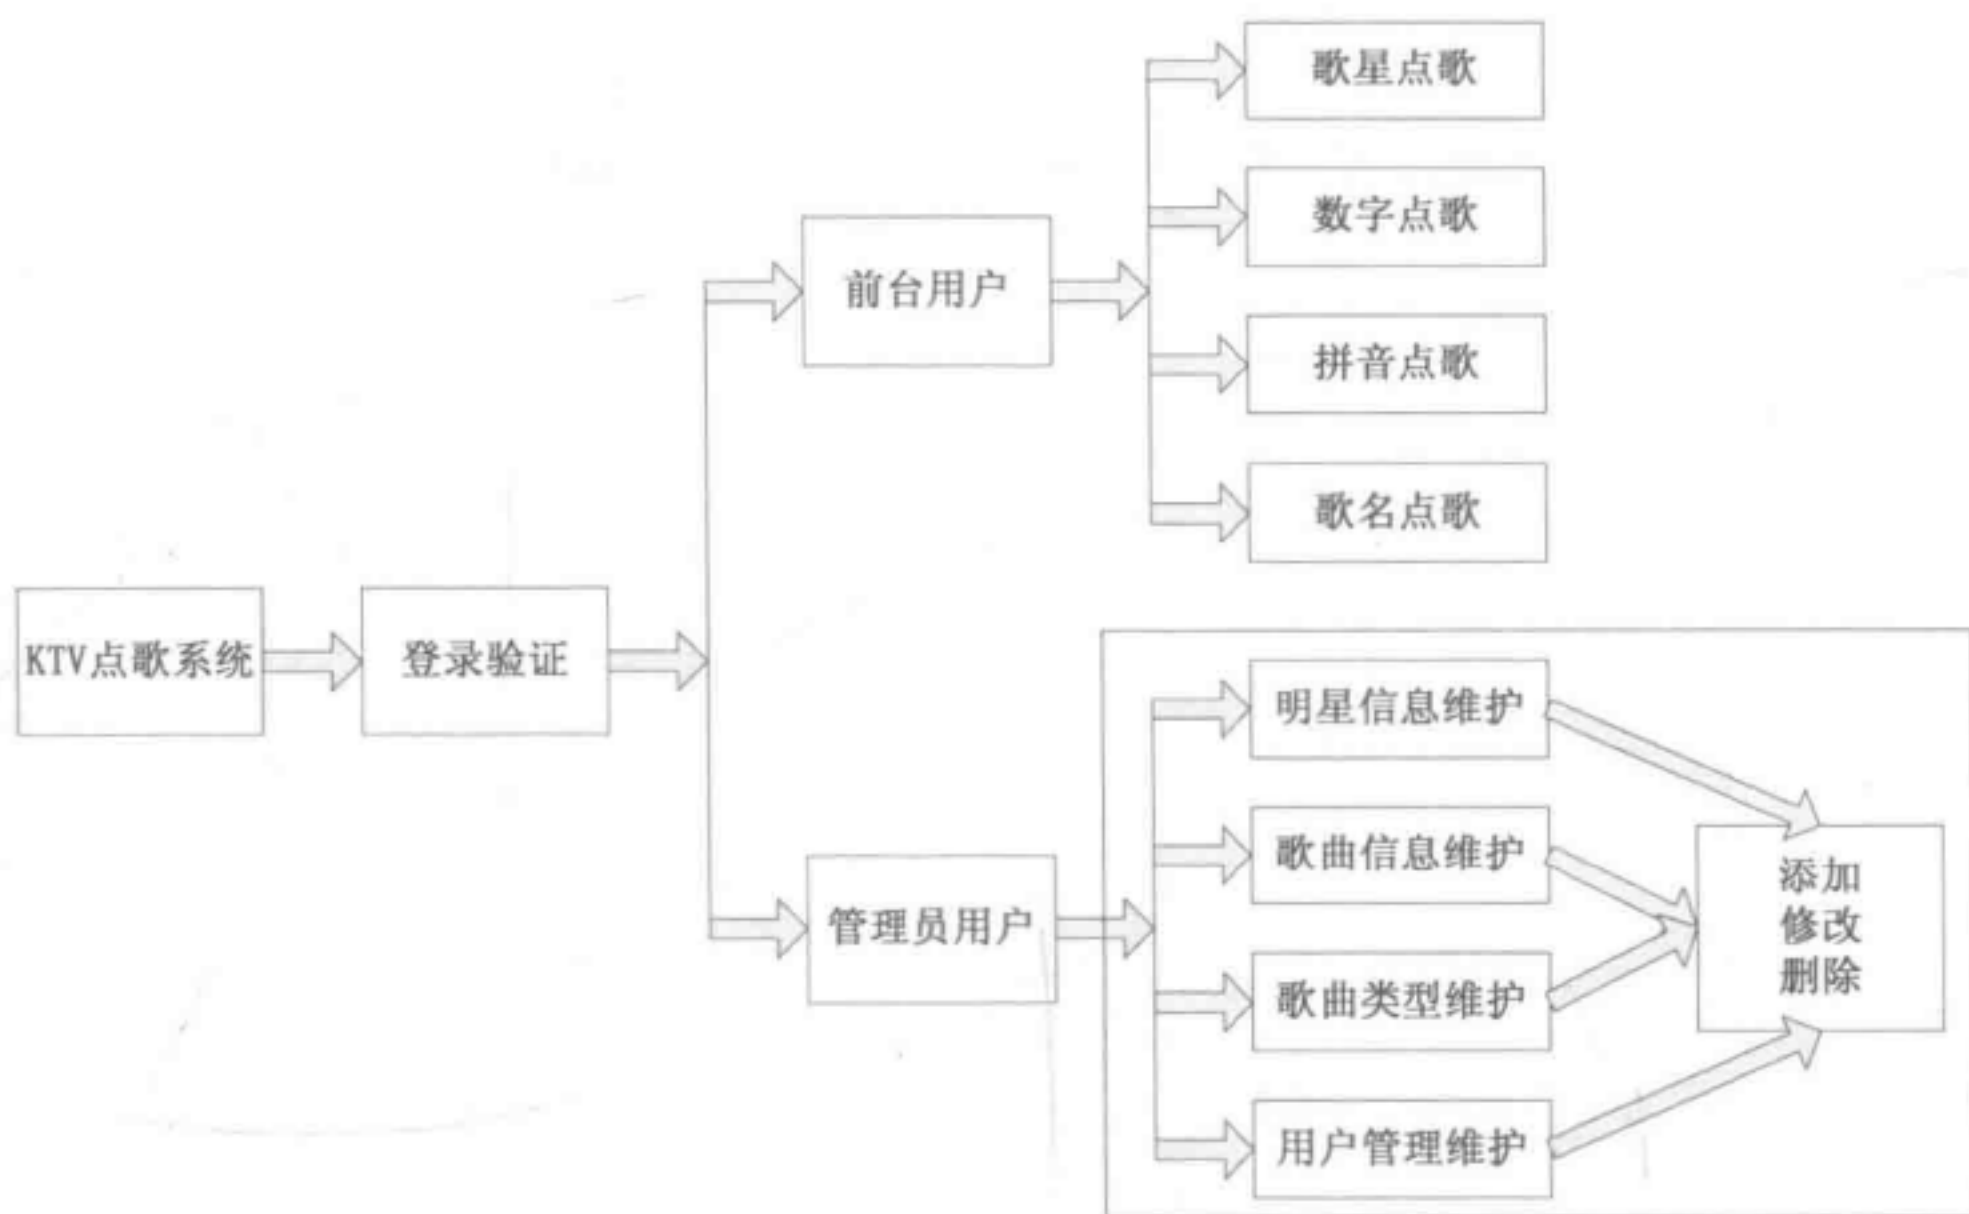 歌星点歌
数字点歌
前台用户
拼音点歌
歌名点歌
KTV点歌系统
登录验证
明星信息维护
歌曲信息维护
管理员用户
歌曲类型维护
用户管理维护
添加
修改
删除